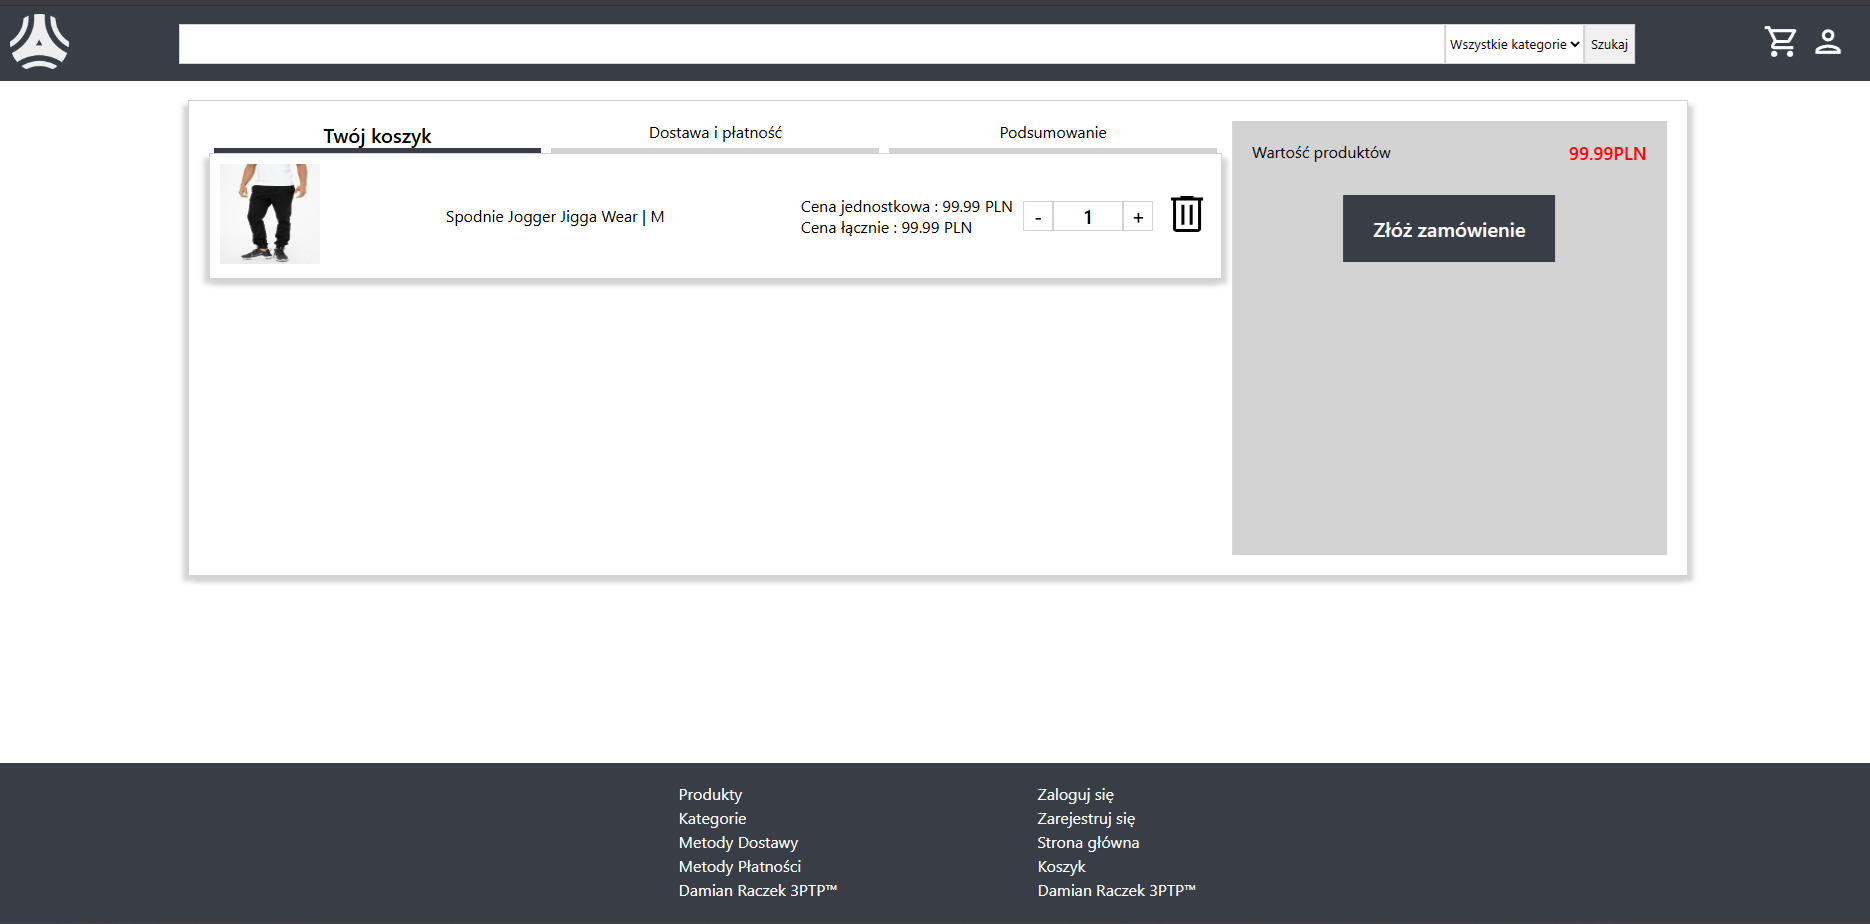 Wszystkie kategorie
Szukaj
Twój koszyk
Dostawa i płatność
Podsumowanie
Spodnie Jogger Jigga Wear | M
Cena jednostkowa : 99.99 PLN
Cena łącznie : 99.99 PLN
-
1
+
Wartość produktów
99.99PLN
Złóż zamówienie
Produkty
Kategorie
Metody Dostawy
Metody Płatności
Damian Raczek 3PTP™
Zaloguj się
Zarejestruj się
Strona główna
Koszyk
Damian Raczek 3PTP™